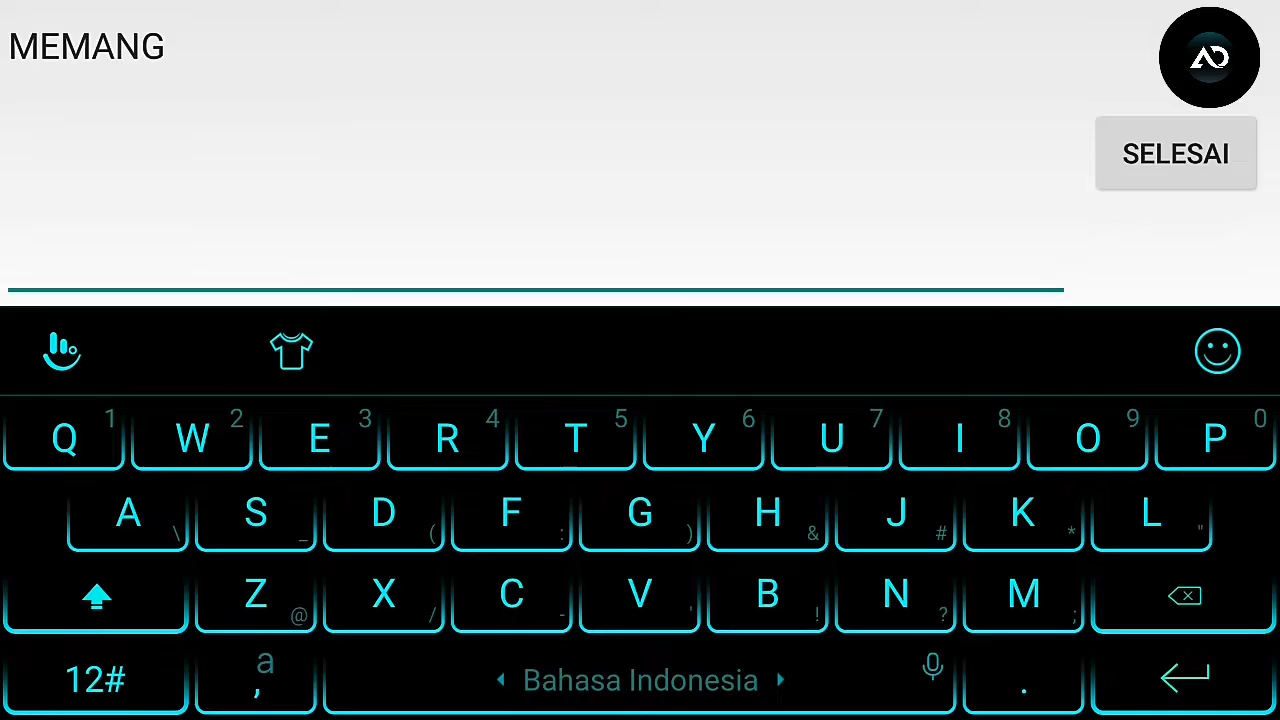 MEMANG
SELESAI
Q 1 W 2 E 3 R 4 T 5 Y 6 U 7 I 8 O 9 P 0
A \ S _ D ( F : G ) H & J # K * L "
Z @ X / C - V ' B ! N ? M ;
12# a , Bahasa Indonesia .